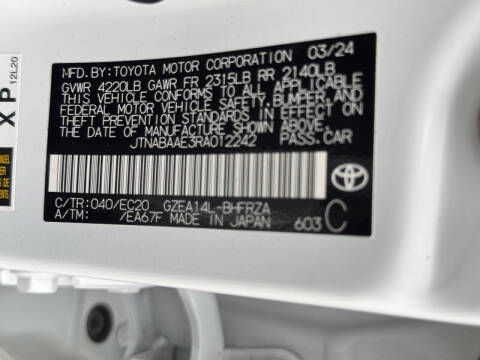 MFD. BY: TOYOTA MOTOR CORPORATION 03/24
GVWR 4220LB GAWR FR 2315LB RR 2140LB
THIS VEHICLE CONFORMS TO ALL APPLICABLE
FEDERAL MOTOR VEHICLE SAFETY, BUMPER, AND
THEFT PREVENTION STANDARDS IN EFFECT ON
THE DATE OF MANUFACTURE SHOWN ABOVE.
JTNABAAE3RA012242 PASS.CAR
C/TR: 040/EC20 GZEA14L-BHFRZA
A/TM: /EA67F MADE IN JAPAN 603 C
XP
12L20